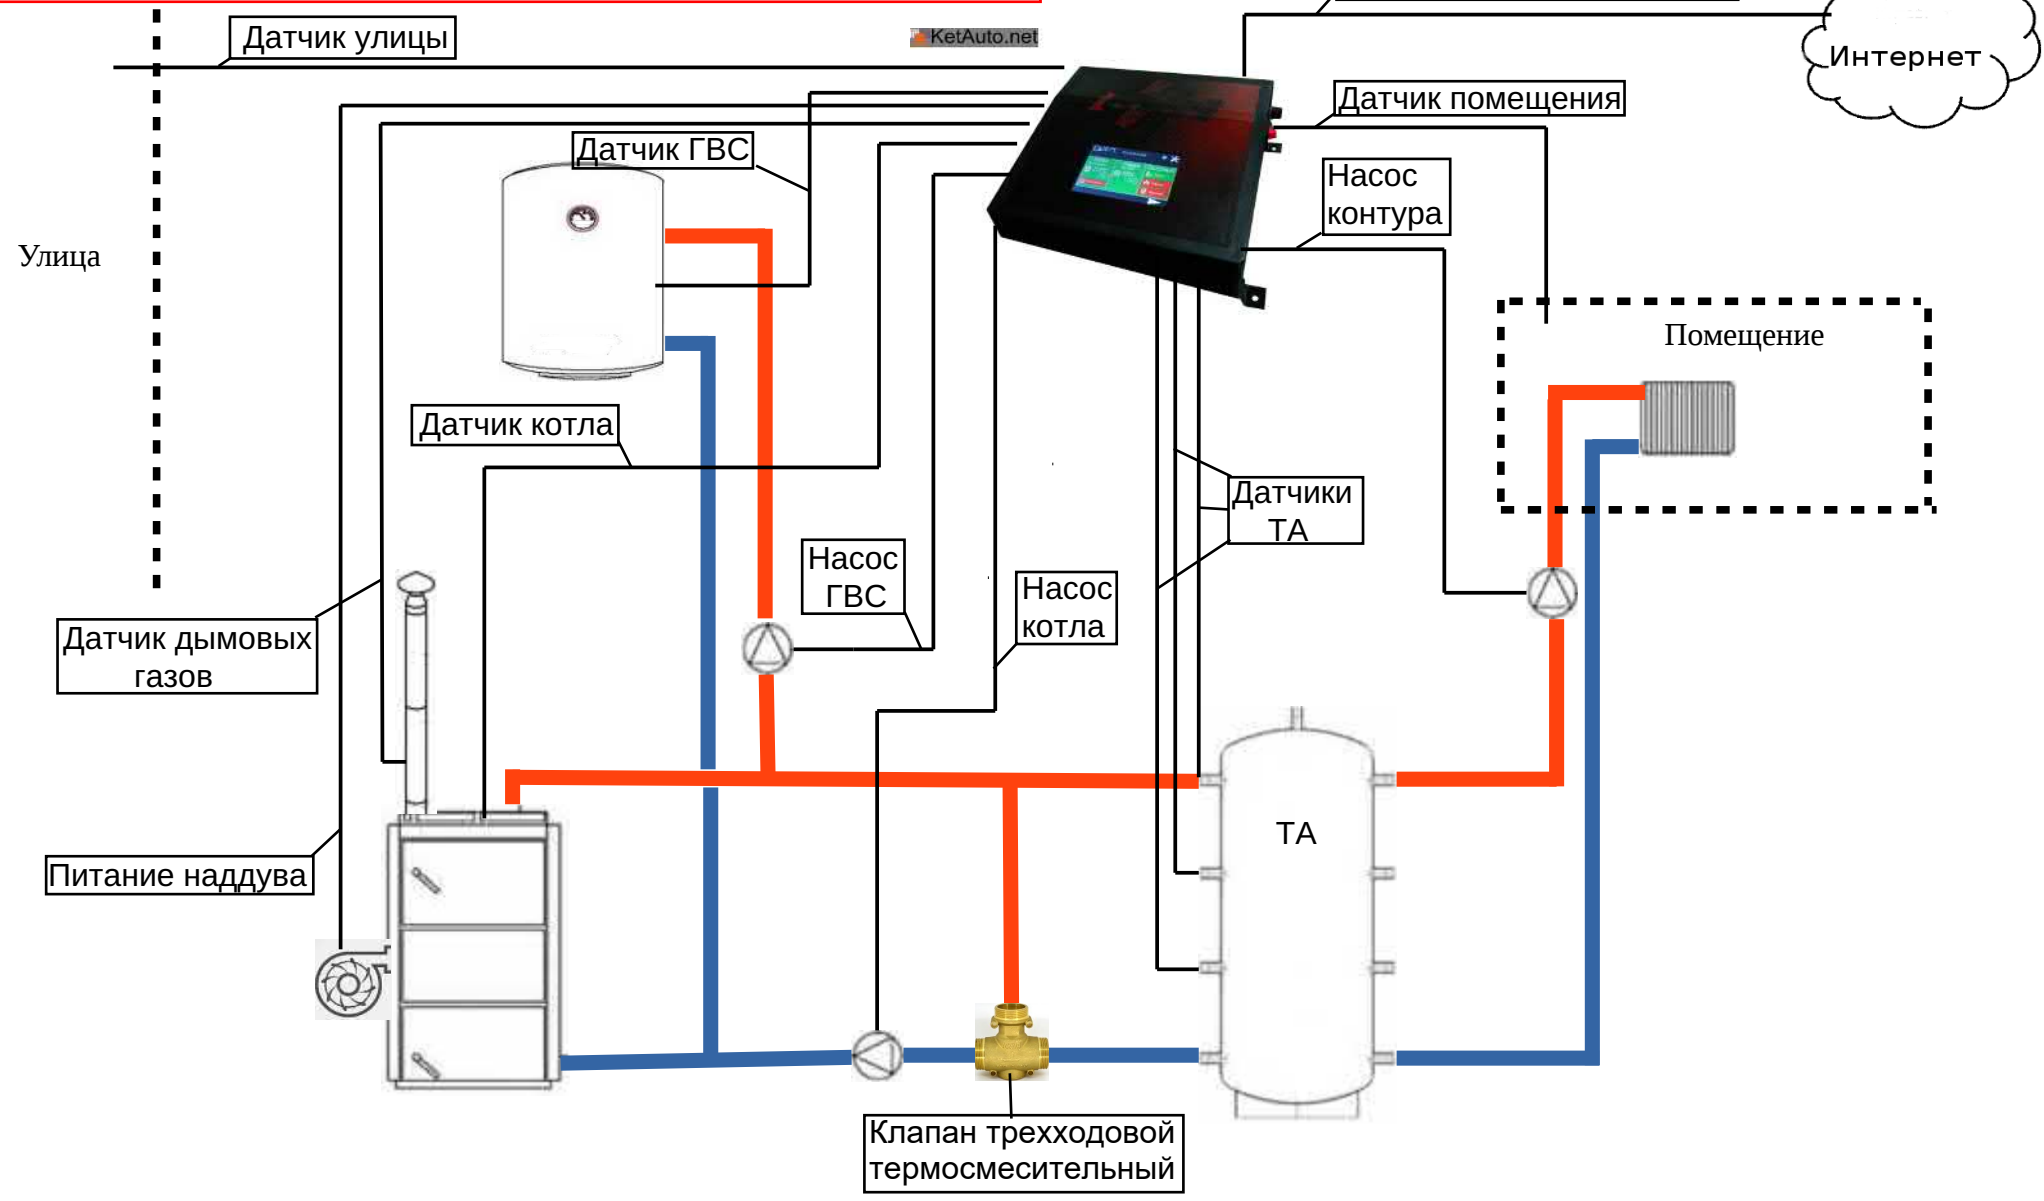 KetAuto.net
Датчик улицы
Интернет
Датчик помещения
Датчик ГВС
Насос
контура
Улица
Помещение
Датчик котла
Датчики
ТА
Насос
ГВС
Насос
котла
Датчик дымовых
газов
ТА
Питание наддува
Клапан трехходовой
термосмесительный